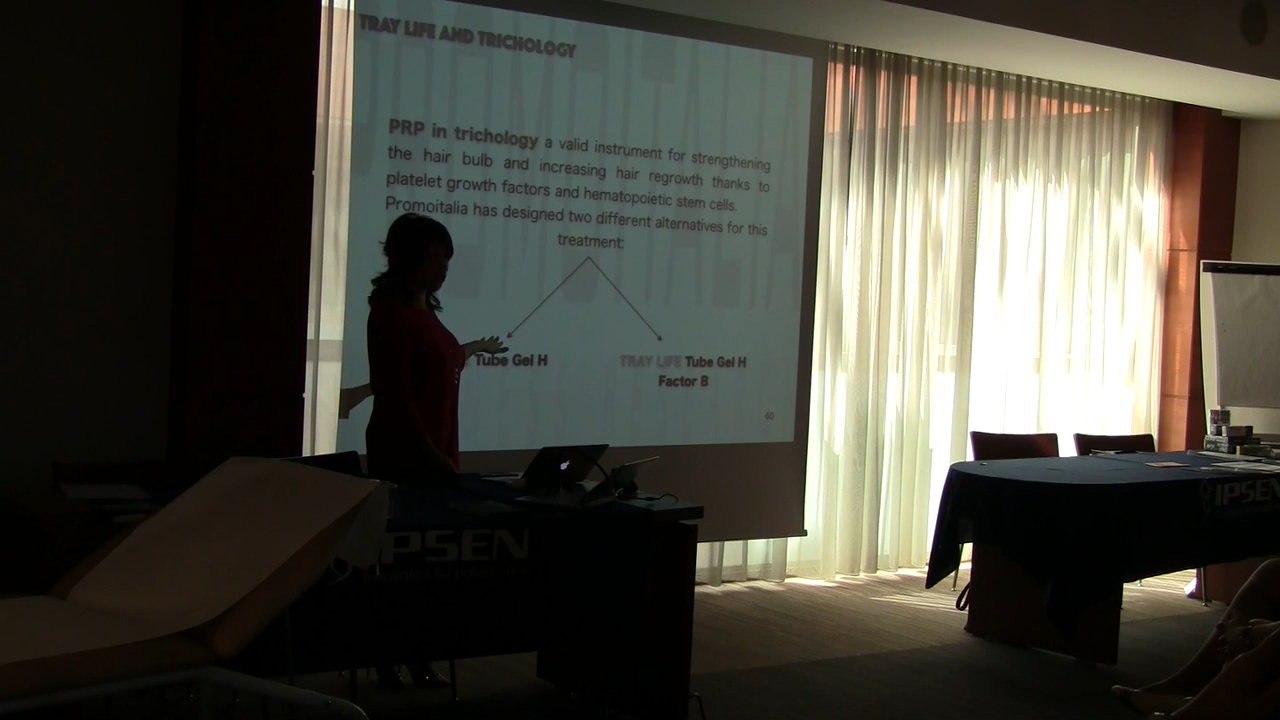 TRAY LIFE AND TRICHOLOGY
PRP in trichology a valid instrument for strengthening
the hair bulb and increasing hair regrowth thanks to
platelet growth factors and hematopoietic stem cells.
Promoitalia has designed two different alternatives for this
treatment:
Tube Gel H
TRAY LIFE Tube Gel H
Factor B
60
IPSEN
IPSEN